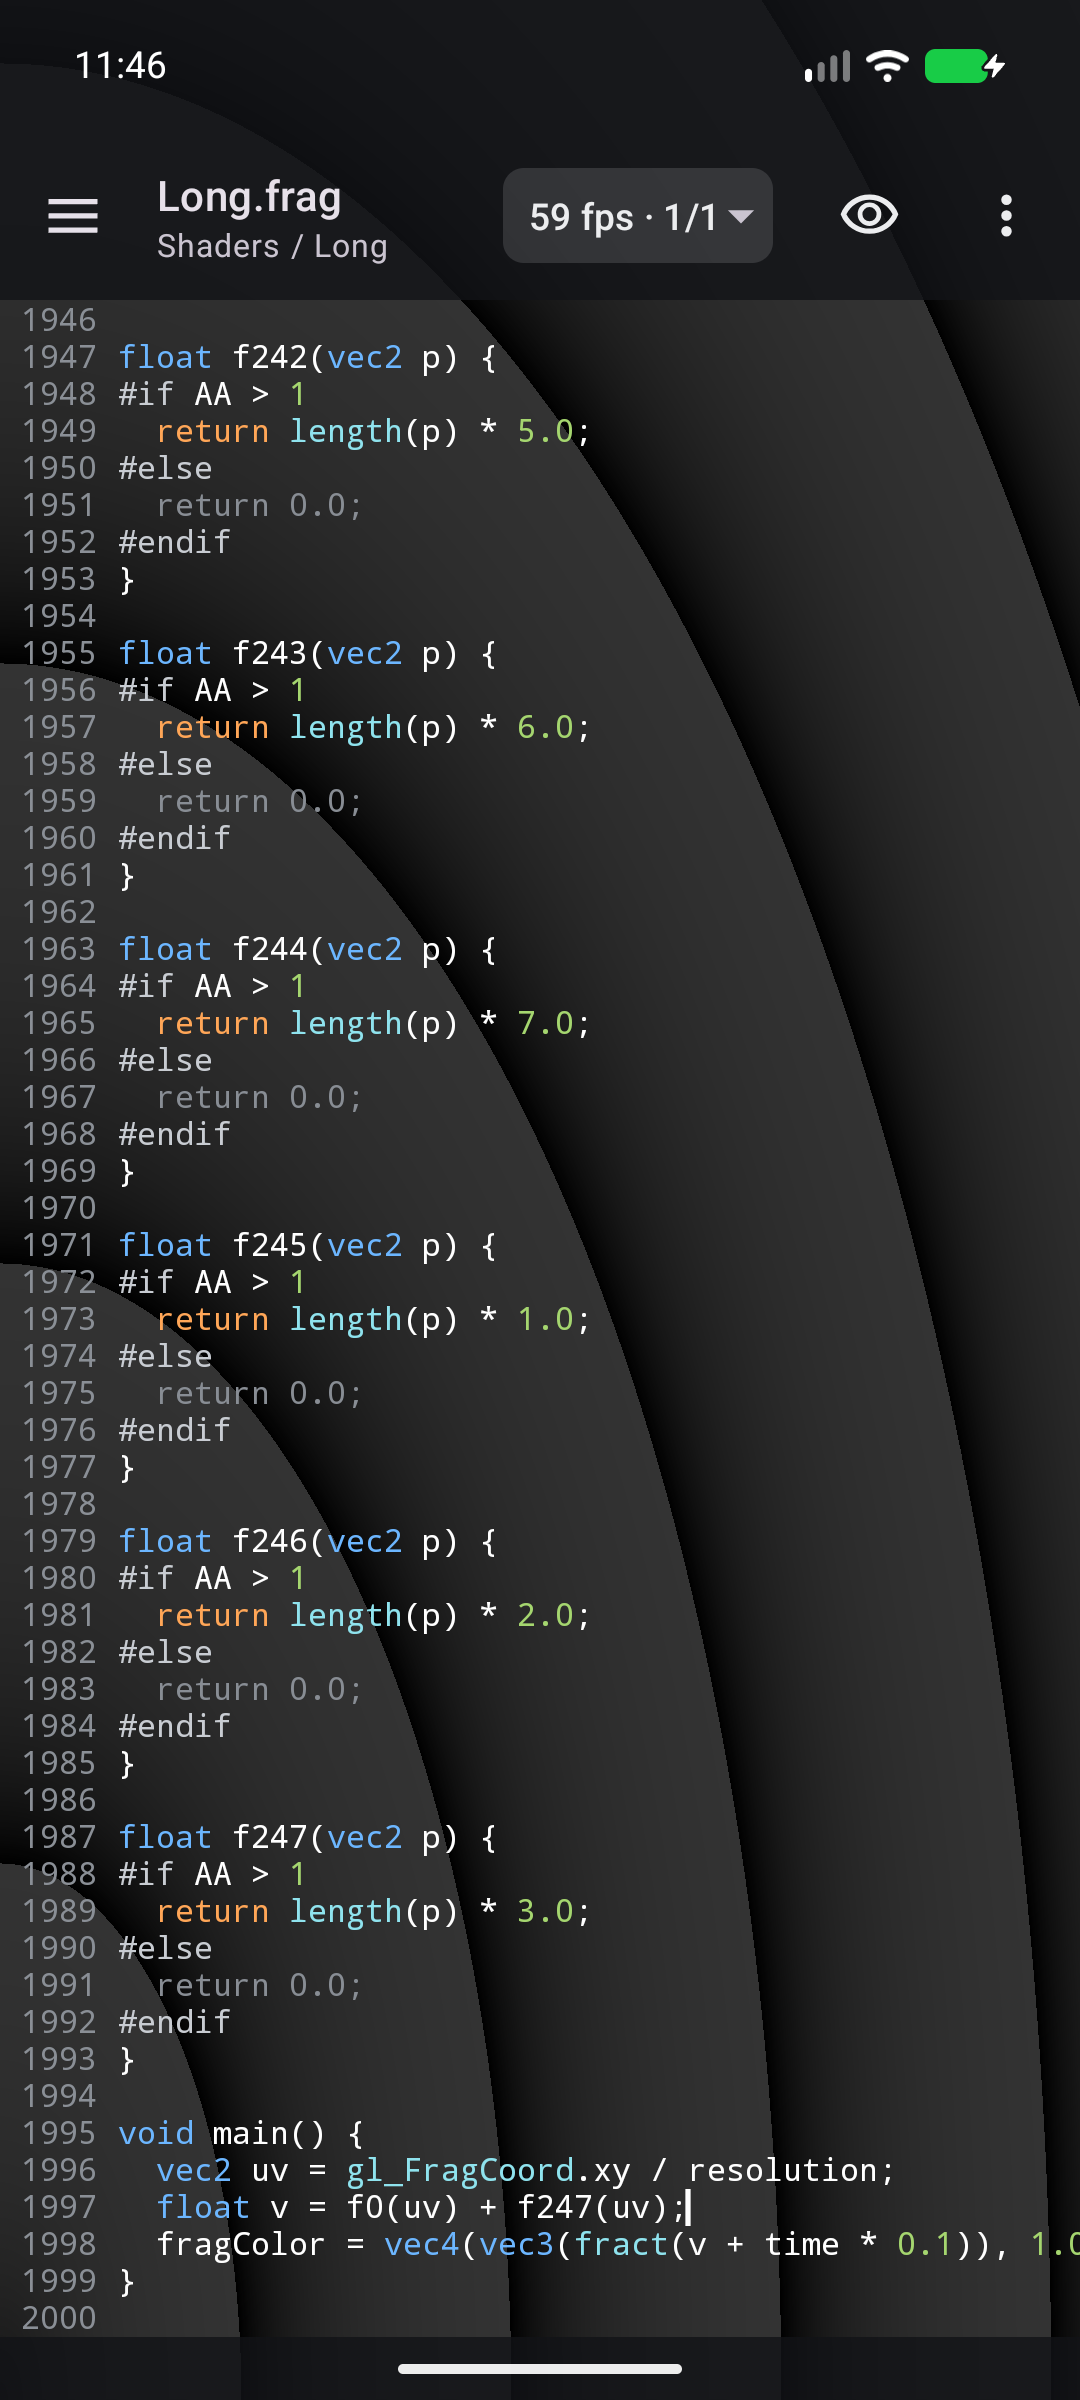 11:46
Long.frag
Shaders / Long
59 fps · 1/1
1946
1947 float f242(vec2 p) {
1948 #if AA > 1
1949   return length(p) * 5.0;
1950 #else
1951   return 0.0;
1952 #endif
1953 }
1954
1955 float f243(vec2 p) {
1956 #if AA > 1
1957   return length(p) * 6.0;
1958 #else
1959   return 0.0;
1960 #endif
1961 }
1962
1963 float f244(vec2 p) {
1964 #if AA > 1
1965   return length(p) * 7.0;
1966 #else
1967   return 0.0;
1968 #endif
1969 }
1970
1971 float f245(vec2 p) {
1972 #if AA > 1
1973   return length(p) * 1.0;
1974 #else
1975   return 0.0;
1976 #endif
1977 }
1978
1979 float f246(vec2 p) {
1980 #if AA > 1
1981   return length(p) * 2.0;
1982 #else
1983   return 0.0;
1984 #endif
1985 }
1986
1987 float f247(vec2 p) {
1988 #if AA > 1
1989   return length(p) * 3.0;
1990 #else
1991   return 0.0;
1992 #endif
1993 }
1994
1995 void main() {
1996   vec2 uv = gl_FragCoord.xy / resolution;
1997   float v = f0(uv) + f247(uv);
1998   fragColor = vec4(vec3(fract(v + time * 0.1)), 1.0
1999 }
2000